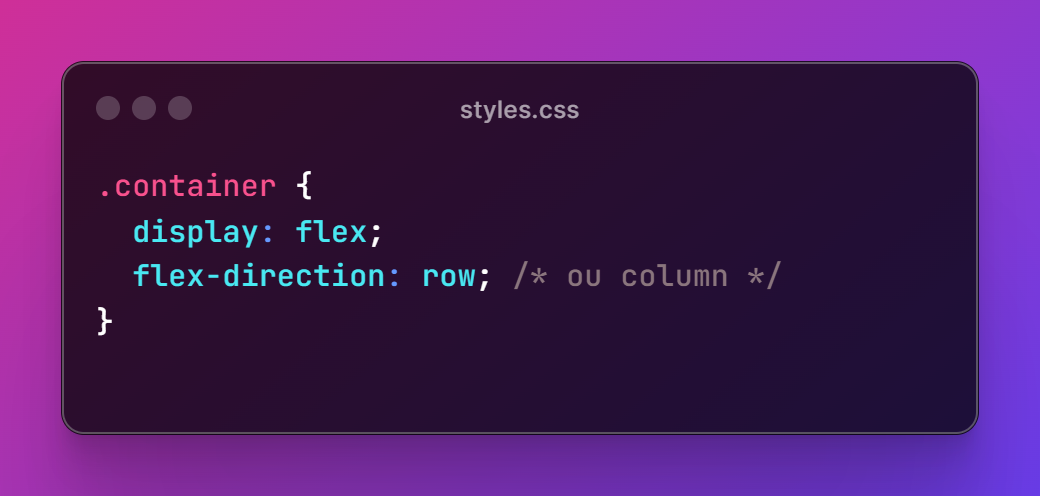 styles.css
.container {
  display: flex;
  flex-direction: row; /* ou column */
}